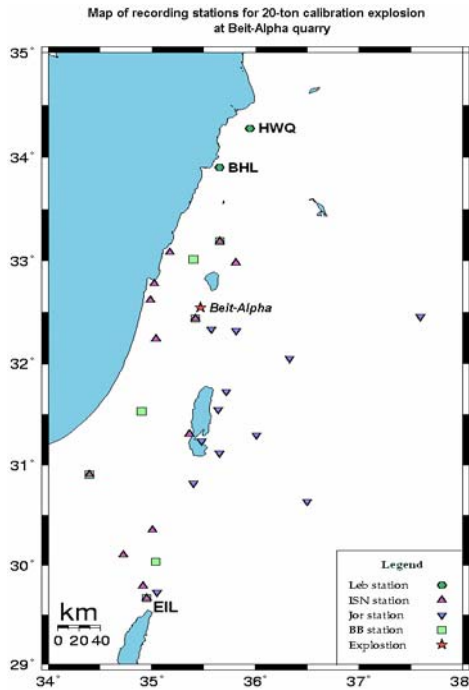 Map of recording stations for 20-ton calibration explosion
at Beit-Alpha quarry
35˚
34˚
33˚
32˚
31˚
30˚
29˚
34˚
35˚
36˚
37˚
38
HWQ
BHL
Beit-Alpha
EIL
km
0 20 40
Legend
Leb station
ISN station
Jor station
BB station
Explostion